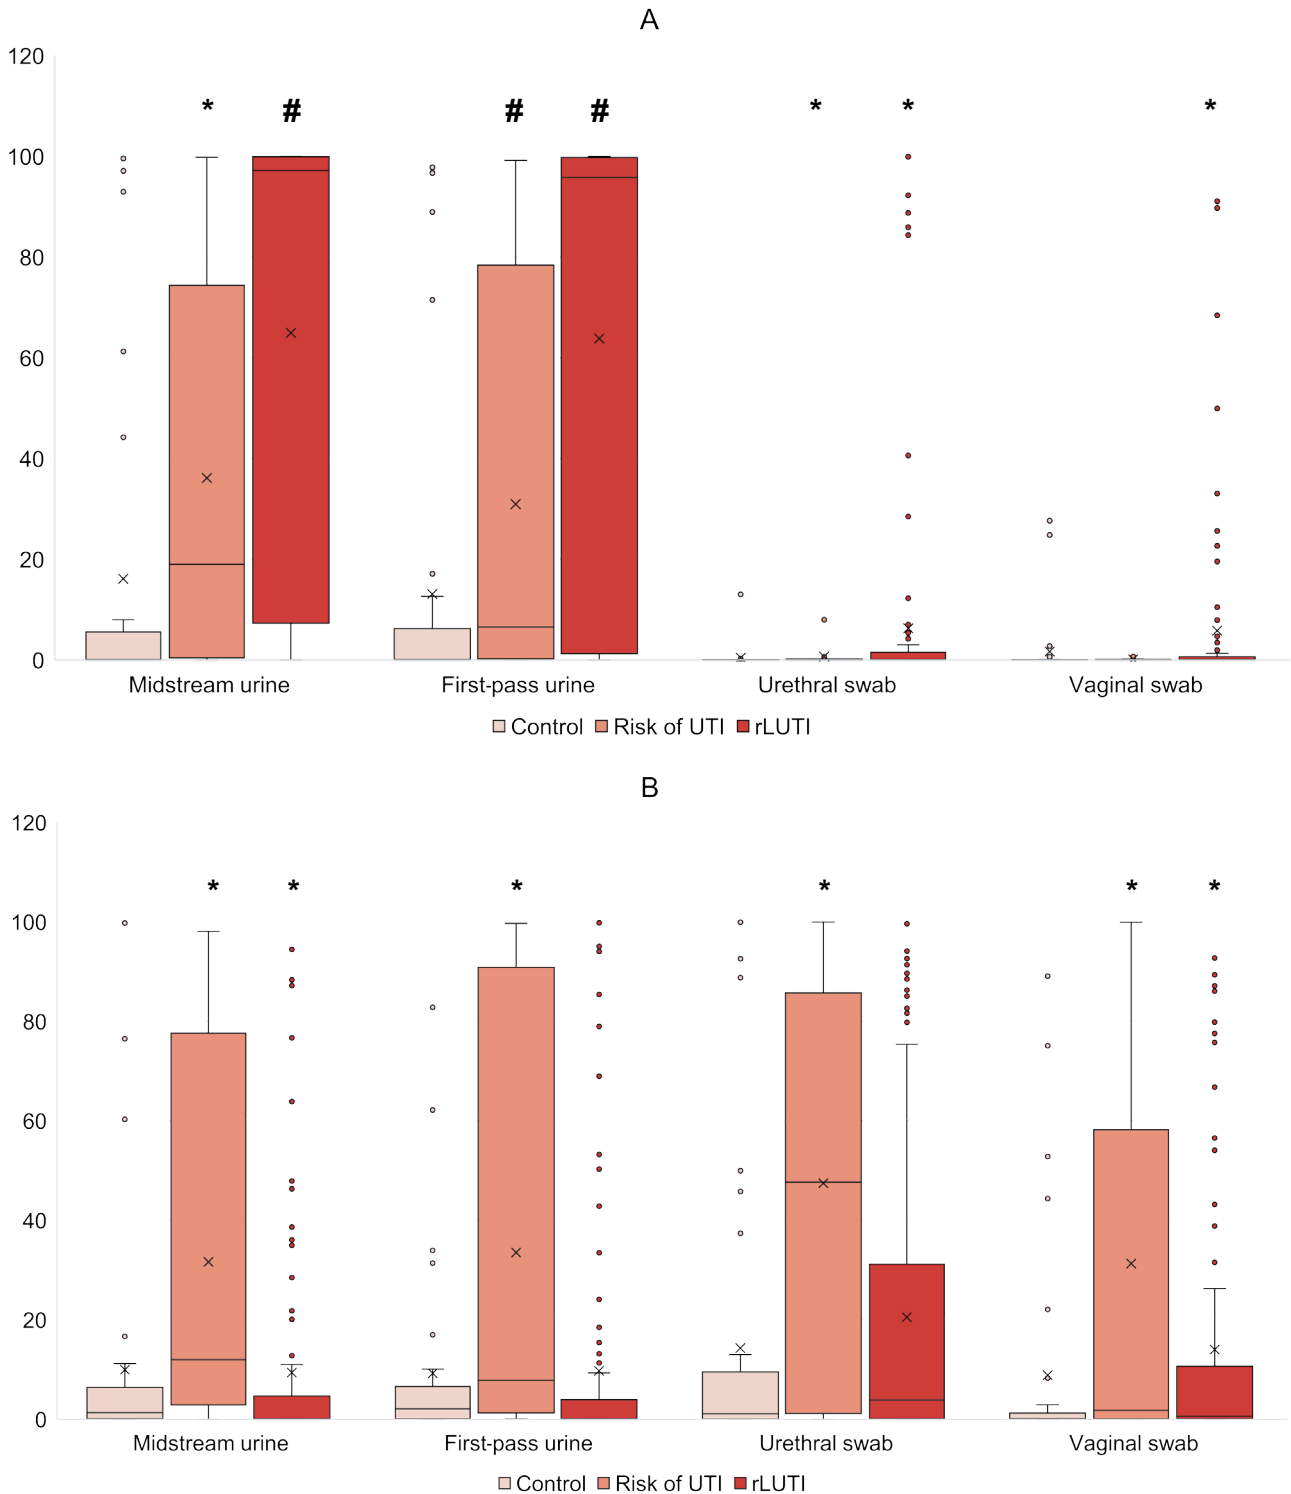 A
120
* # # # * * *
100
80
60
40
20
0
Midstream urine First-pass urine Urethral swab Vaginal swab
Control Risk of UTI rLUTI
B
120
* * * * * *
100
80
60
40
20
0
Midstream urine First-pass urine Urethral swab Vaginal swab
Control Risk of UTI rLUTI